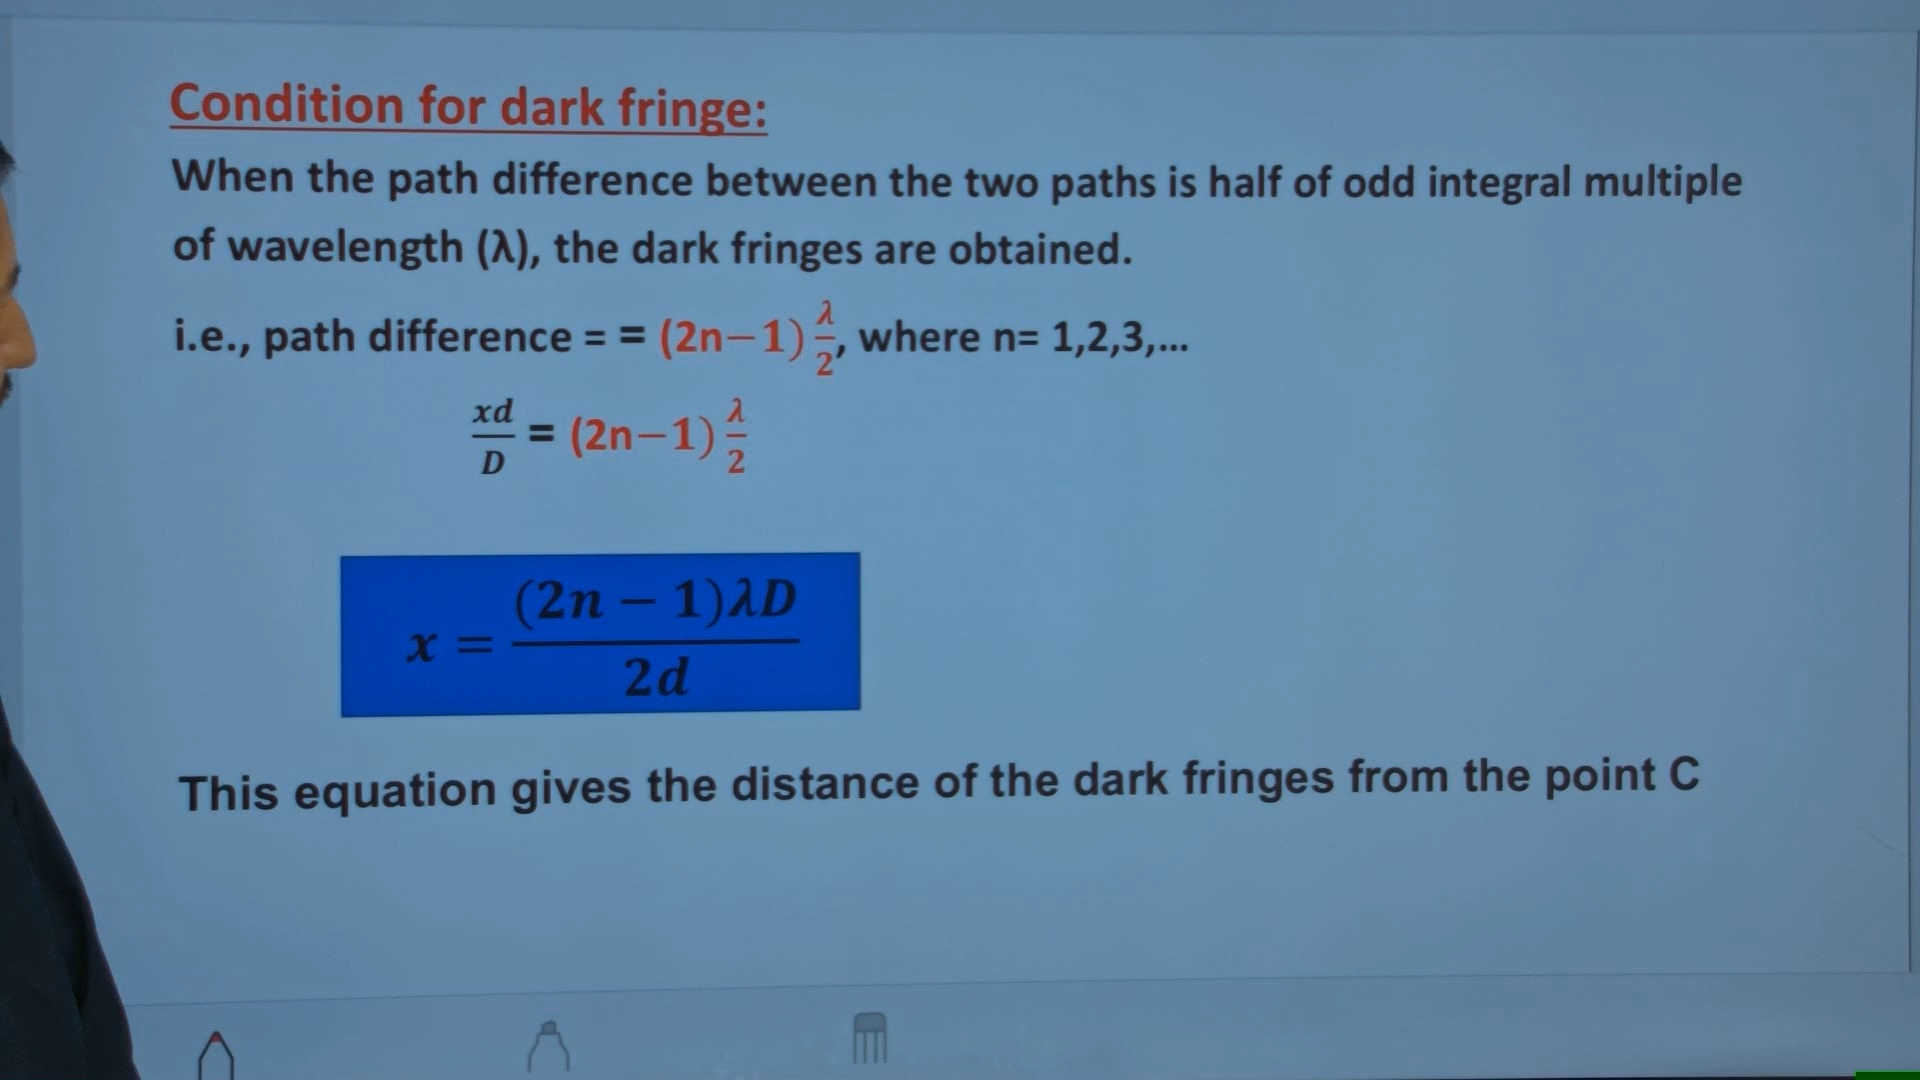 Condition for dark fringe:
When the path difference between the two paths is half of odd integral multiple
of wavelength (λ), the dark fringes are obtained.
i.e., path difference = = (2n−1) λ/2, where n= 1,2,3,...
xd/D = (2n−1) λ/2
x = (2n − 1)λD / 2d
This equation gives the distance of the dark fringes from the point C